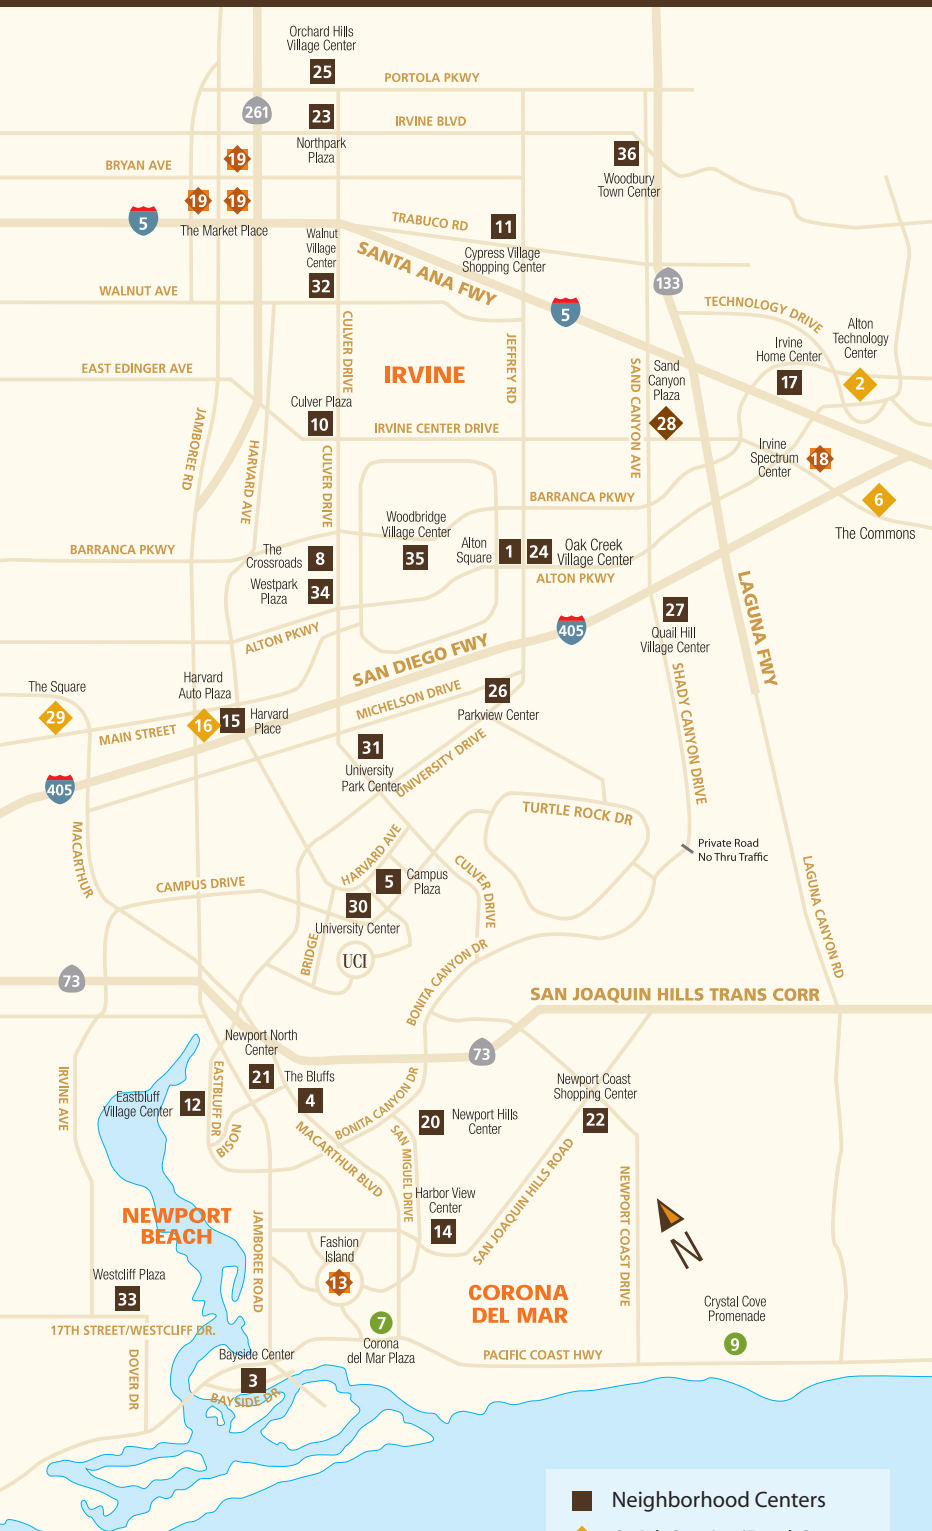 Orchard Hills
Village Center
25
PORTOLA PKWY
261
23
IRVINE BLVD
Northpark
Plaza
19
BRYAN AVE
36
Woodbury
Town Center
19
19
5
The Market Place
TRABUCO RD
11
Cypress Village
Shopping Center
Walnut
Village
Center
32
SANTA ANA FWY
WALNUT AVE
133
5
TECHNOLOGY DRIVE
Alton
Technology
Center
2
Irvine
Home Center
17
CULVER DRIVE
JEFFREY RD
EAST EDINGER AVE
IRVINE
SAND CANYON AVE
Sand
Canyon
Plaza
28
Culver Plaza
10
IRVINE CENTER DRIVE
JAMBOREE RD
HARVARD AVE
CULVER DRIVE
Irvine
Spectrum
Center
18
6
The Commons
BARRANCA PKWY
Woodbridge
Village Center
35
Alton
Square
1
24
Oak Creek
Village Center
ALTON PKWY
BARRANCA PKWY
The
Crossroads
8
Westpark
Plaza
34
LAGUNA FWY
27
Quail Hill
Village Center
405
ALTON PKWY
SAN DIEGO FWY
The Square
29
Harvard
Auto Plaza
16
15
Harvard
Place
MICHELSON DRIVE
26
Parkview Center
SHADY CANYON DRIVE
MAIN STREET
31
University
Park Center
UNIVERSITY DRIVE
405
TURTLE ROCK DR
MACARTHUR
HARVARD AVE
Private Road
No Thru Traffic
CAMPUS DRIVE
5
Campus
Plaza
CULVER DRIVE
LAGUNA CANYON RD
30
University Center
BRIDGE
UCI
BONITA CANYON DR
73
SAN JOAQUIN HILLS TRANS CORR
Newport North
Center
21
73
The Bluffs
4
IRVINE AVE
EASTBLUFF DR
Eastbluff
Village Center
12
BISON
BONITA CANYON DR
Newport Coast
Shopping Center
22
20
Newport Hills
Center
MACARTHUR BLVD
SAN MIGUEL DRIVE
SAN JOAQUIN HILLS ROAD
NEWPORT COAST DRIVE
Harbor View
Center
14
N
NEWPORT
BEACH
JAMBOREE ROAD
Fashion
Island
13
Westcliff Plaza
33
CORONA
DEL MAR
Crystal Cove
Promenade
9
17TH STREET/WESTCLIFF DR.
7
Corona
del Mar Plaza
PACIFIC COAST HWY
DOVER DR
Bayside Center
3
BAYSIDE DR
Neighborhood Centers